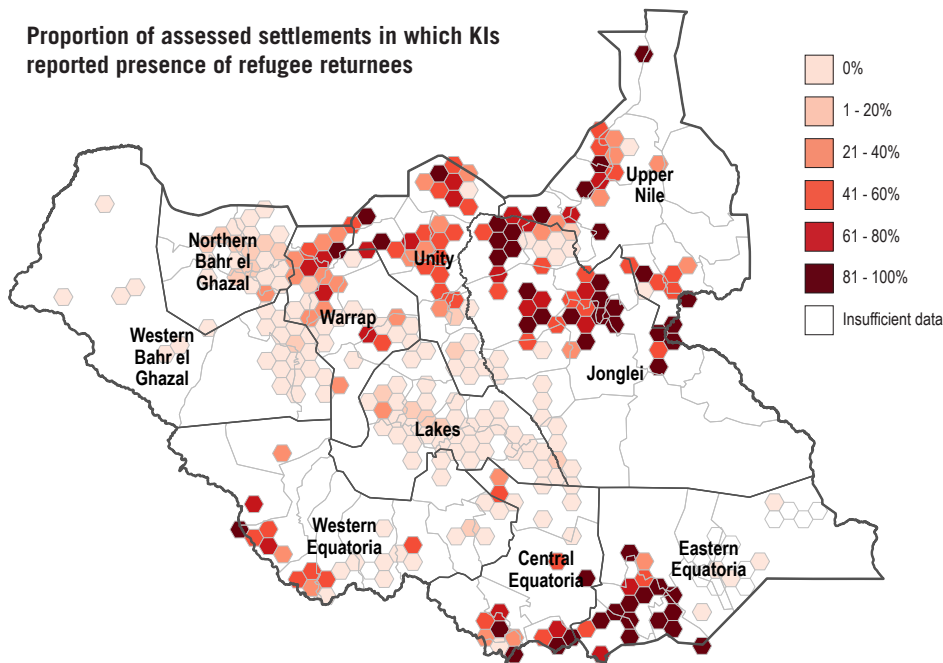 Proportion of assessed settlements in which KIs
reported presence of refugee returnees
0%
1 - 20%
21 - 40%
41 - 60%
61 - 80%
81 - 100%
Insufficient data
Upper
Nile
Northern
Bahr el
Ghazal
Unity
Warrap
Western
Bahr el
Ghazal
Jonglei
Lakes
Western
Equatoria
Central
Equatoria
Eastern
Equatoria